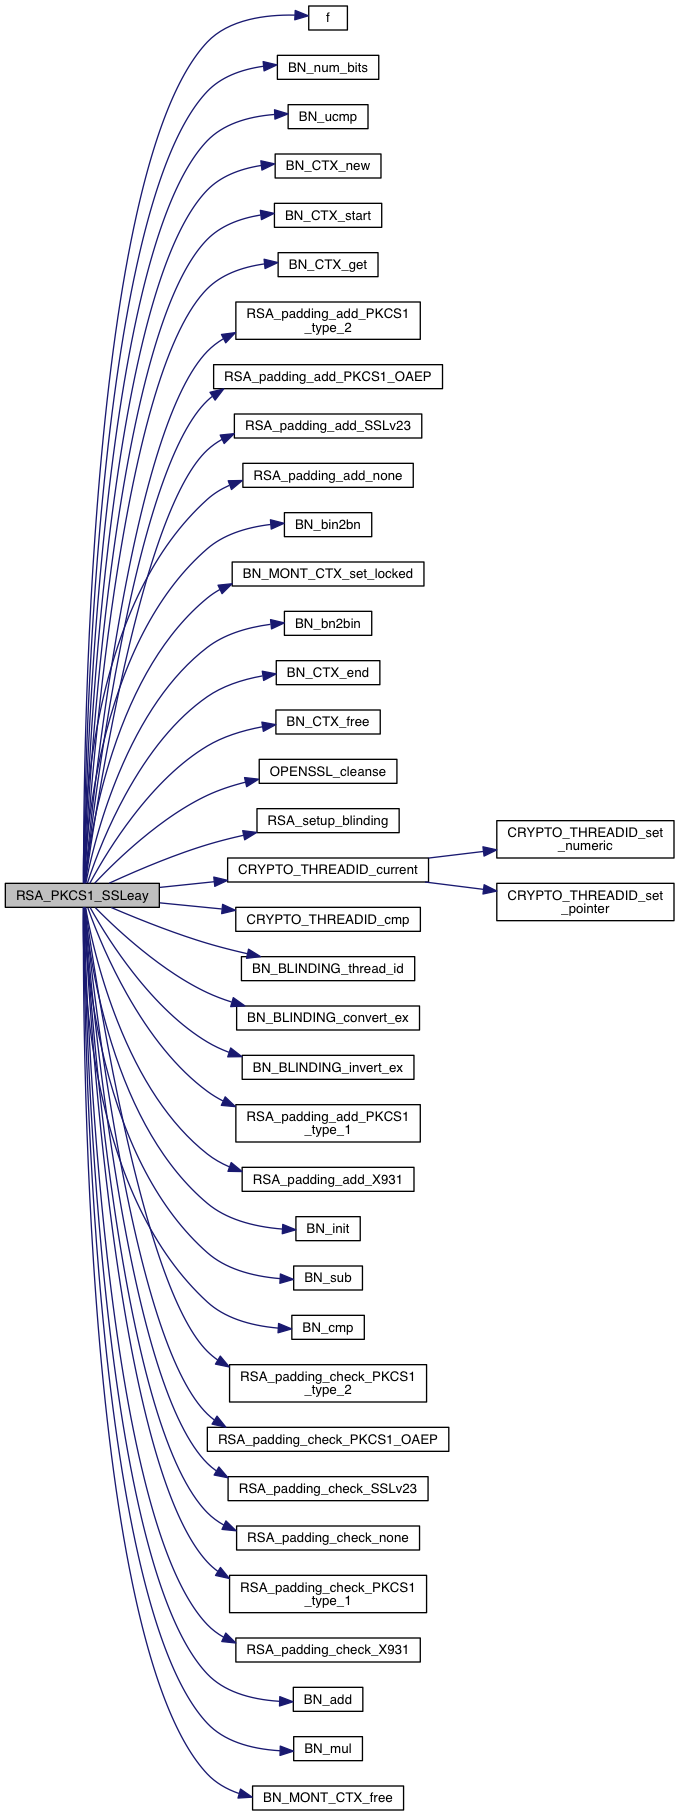 f
BN_num_bits
BN_ucmp
BN_CTX_new
BN_CTX_start
BN_CTX_get
RSA_padding_add_PKCS1
_type_2
RSA_padding_add_PKCS1_OAEP
RSA_padding_add_SSLv23
RSA_padding_add_none
BN_bin2bn
BN_MONT_CTX_set_locked
BN_bn2bin
BN_CTX_end
BN_CTX_free
OPENSSL_cleanse
RSA_setup_blinding
CRYPTO_THREADID_set
_numeric
CRYPTO_THREADID_current
RSA_PKCS1_SSLeay
CRYPTO_THREADID_set
_pointer
CRYPTO_THREADID_cmp
BN_BLINDING_thread_id
BN_BLINDING_convert_ex
BN_BLINDING_invert_ex
RSA_padding_add_PKCS1
_type_1
RSA_padding_add_X931
BN_init
BN_sub
BN_cmp
RSA_padding_check_PKCS1
_type_2
RSA_padding_check_PKCS1_OAEP
RSA_padding_check_SSLv23
RSA_padding_check_none
RSA_padding_check_PKCS1
_type_1
RSA_padding_check_X931
BN_add
BN_mul
BN_MONT_CTX_free